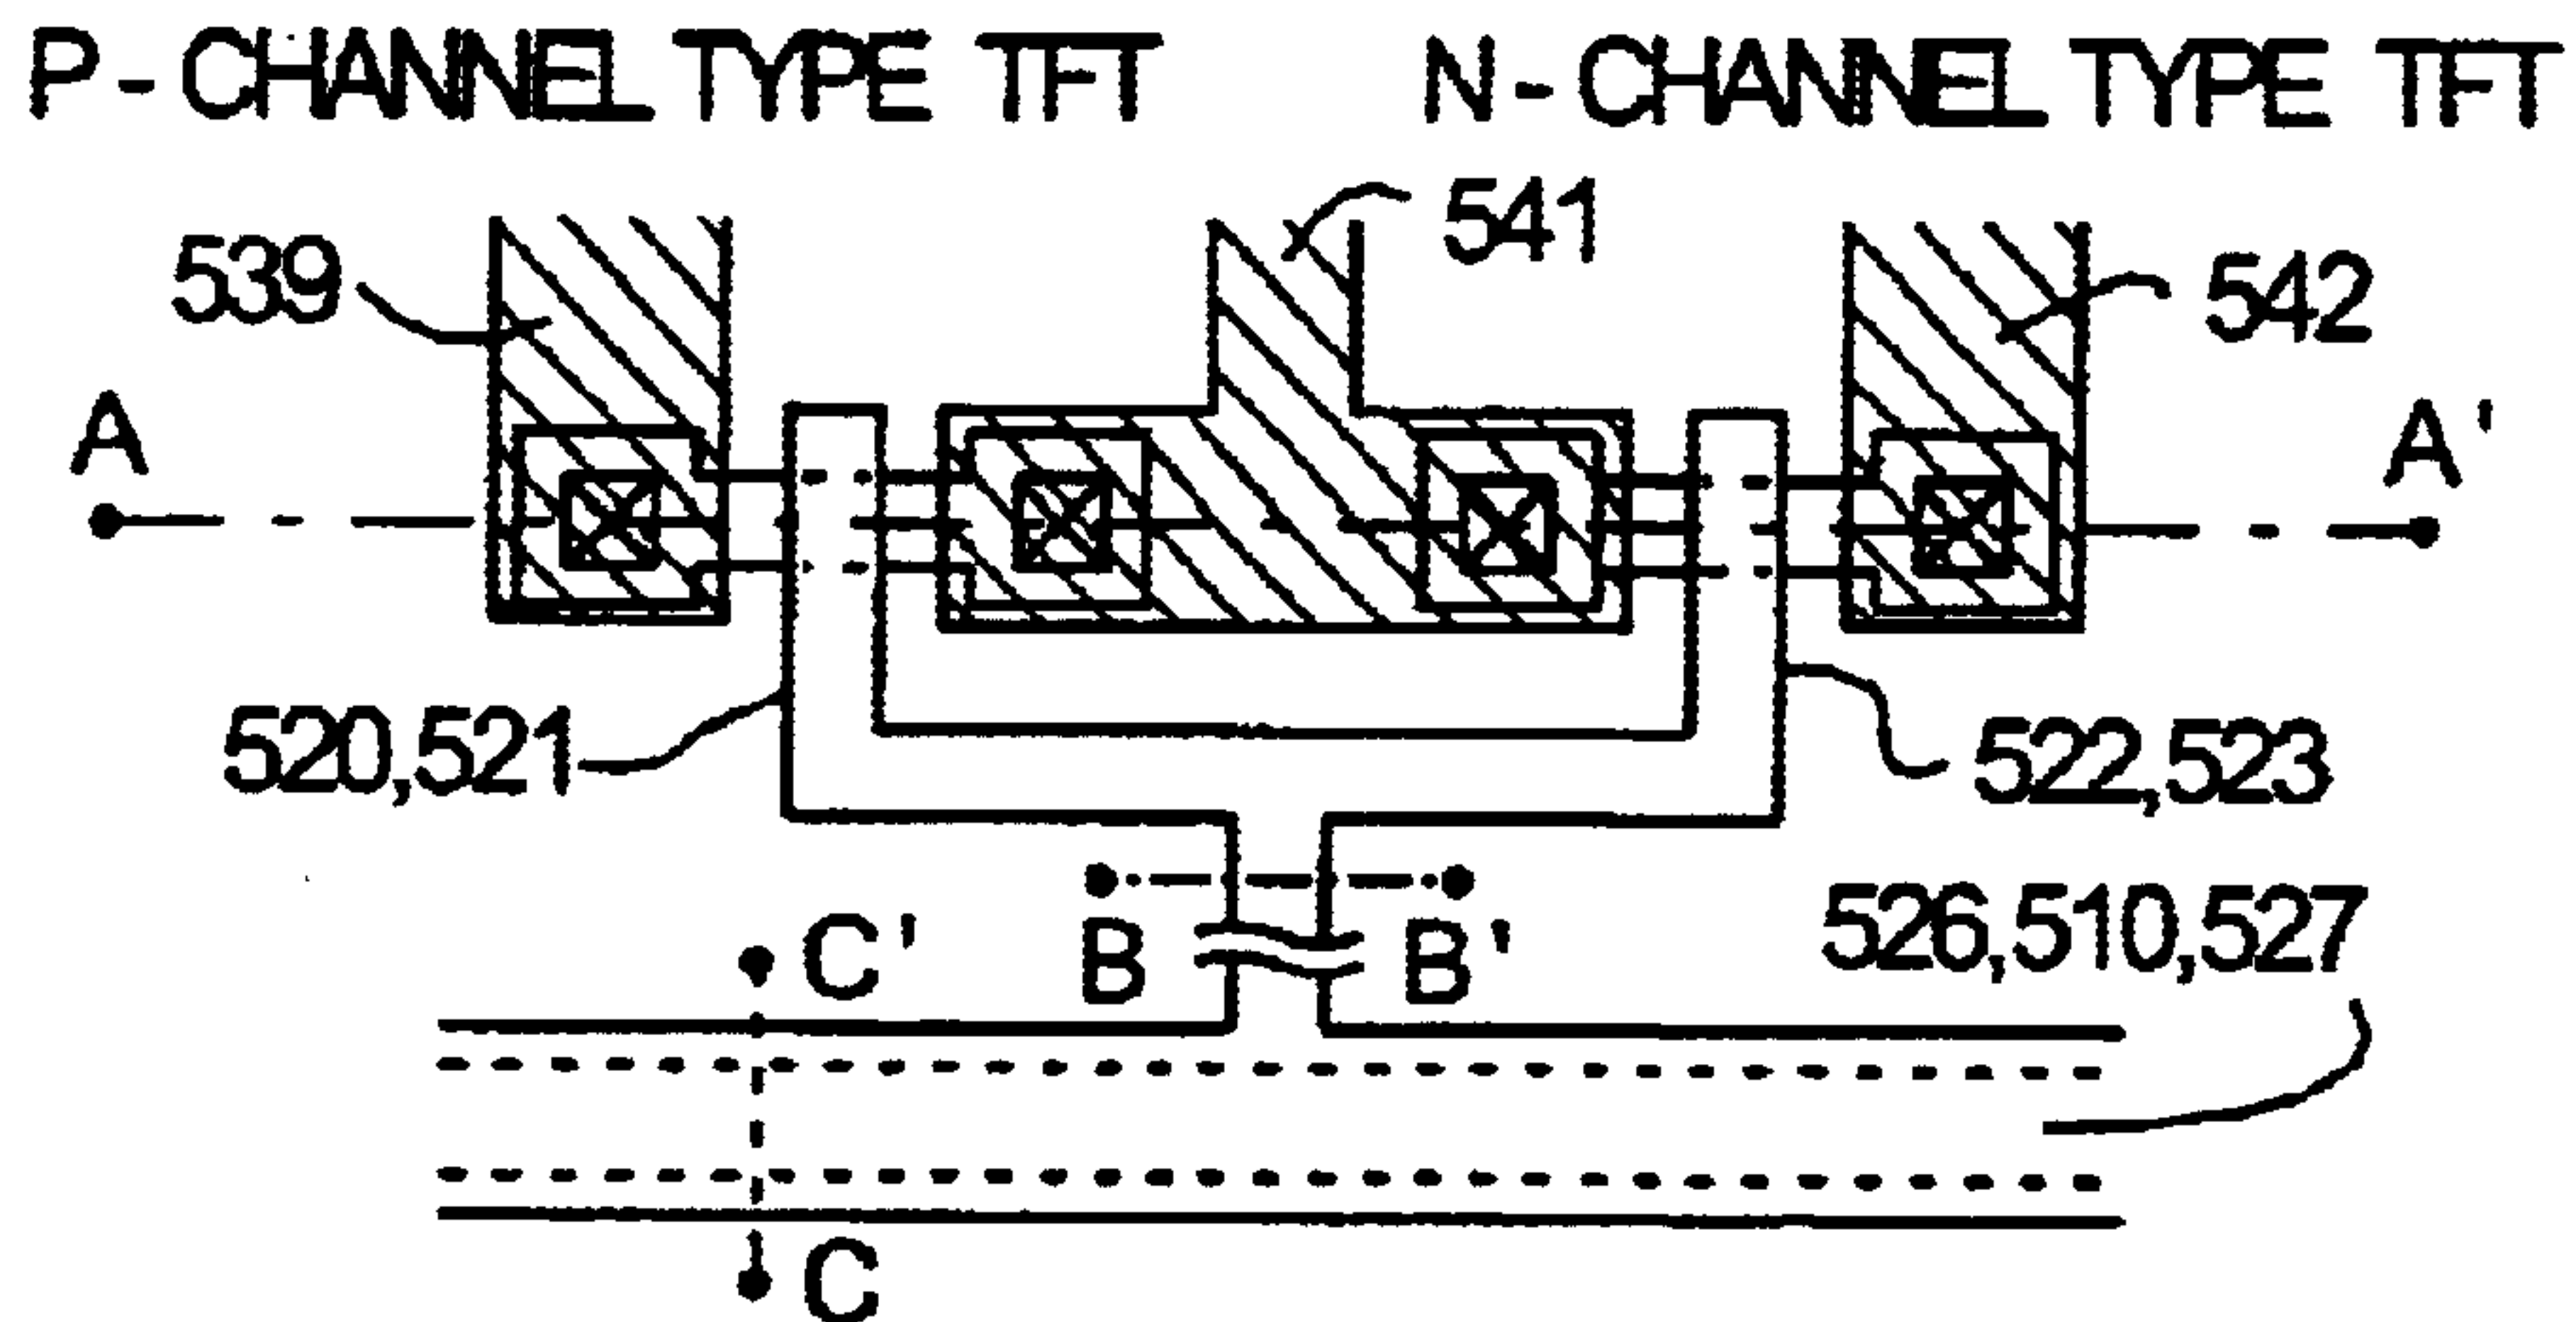 P-CHANNEL TYPE TFT
N-CHANNEL TYPE TFT
541
539
542
A
A'
520,521
522,523
526,510,527
C'
B
B'
C